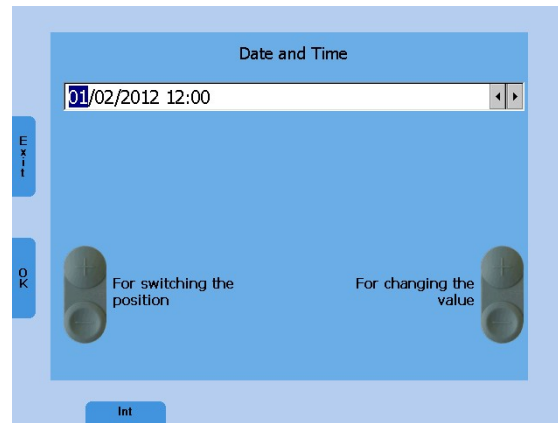 Date and Time
01/02/2012 12:00
Exit
OK
For switching the
position
For changing the
value
Int